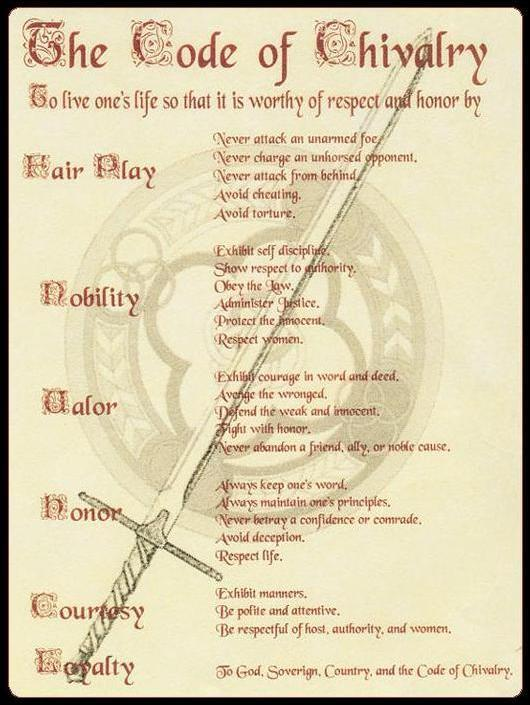 The Code of Chivalry
To live one's life so that it is worthy of respect and honor by
Fair Play
Never attack an unarmed foe.
Never charge an unhorsed opponent.
Never attack from behind.
Avoid cheating.
Avoid torture.
Nobility
Exhibit self discipline.
Show respect to authority.
Obey the Law.
Administer Justice.
Protect the innocent.
Respect women.
Valor
Exhibit courage in word and deed.
Avenge the wronged.
Defend the weak and innocent.
Fight with honor.
Never abandon a friend, ally, or noble cause.
Honor
Always keep one's word.
Always maintain one's principles.
Never betray a confidence or comrade.
Avoid deception.
Respect life.
Courtesy
Exhibit manners.
Be polite and attentive.
Be respectful of host, authority, and women.
Loyalty
To God, Soverign, Country, and the Code of Chivalry.